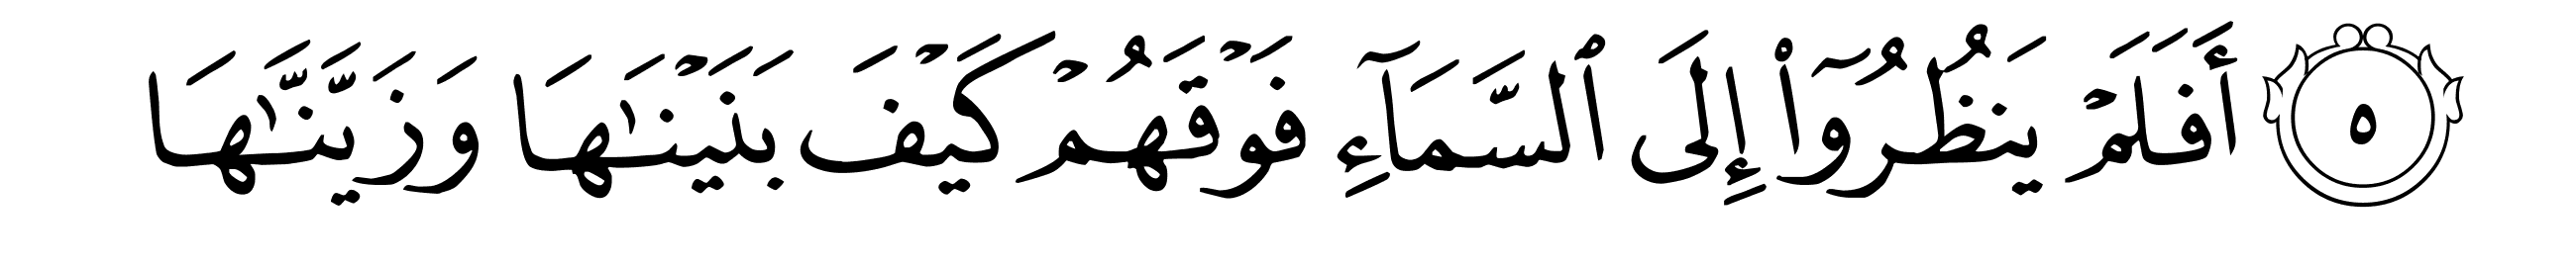 ٥ أَفَلَمْ يَنظُرُوٓا۟ إِلَى ٱلسَّمَآءِ فَوْقَهُمْ كَيْفَ بَنَيْنَـٰهَا وَزَيَّنَّـٰهَا